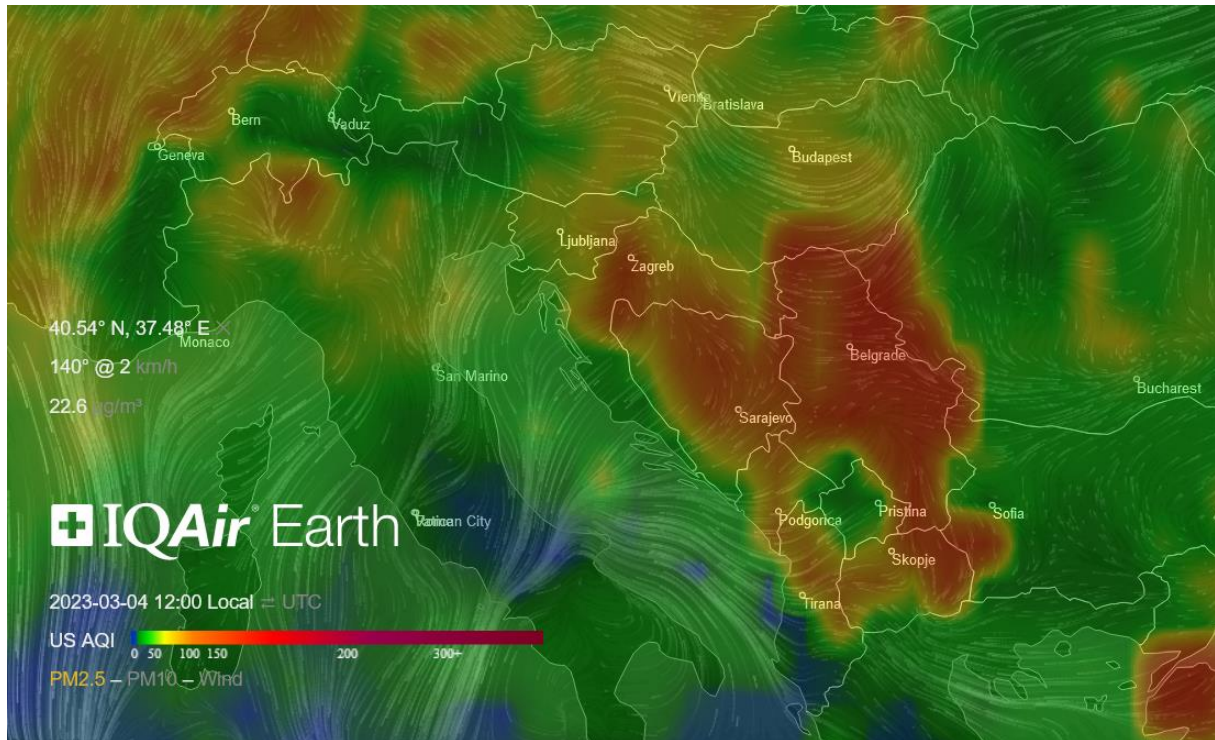 Vienna
Bratislava
Bern
Vaduz
Geneva
Budapest
Ljubljana
Zagreb
40.54° N, 37.48° E ×
Monaco
140° @ 2 km/h
Belgrade
San Marino
Bucharest
22.6 µg/m³
Sarajevo
Vatican City
Podgorica
Pristina
Sofia
IQAir® Earth
Skopje
2023-03-04 12:00 Local ⇄ UTC
Tirana
US AQI
0 50 100 150 200 300+
PM2.5 – PM10 – Wind